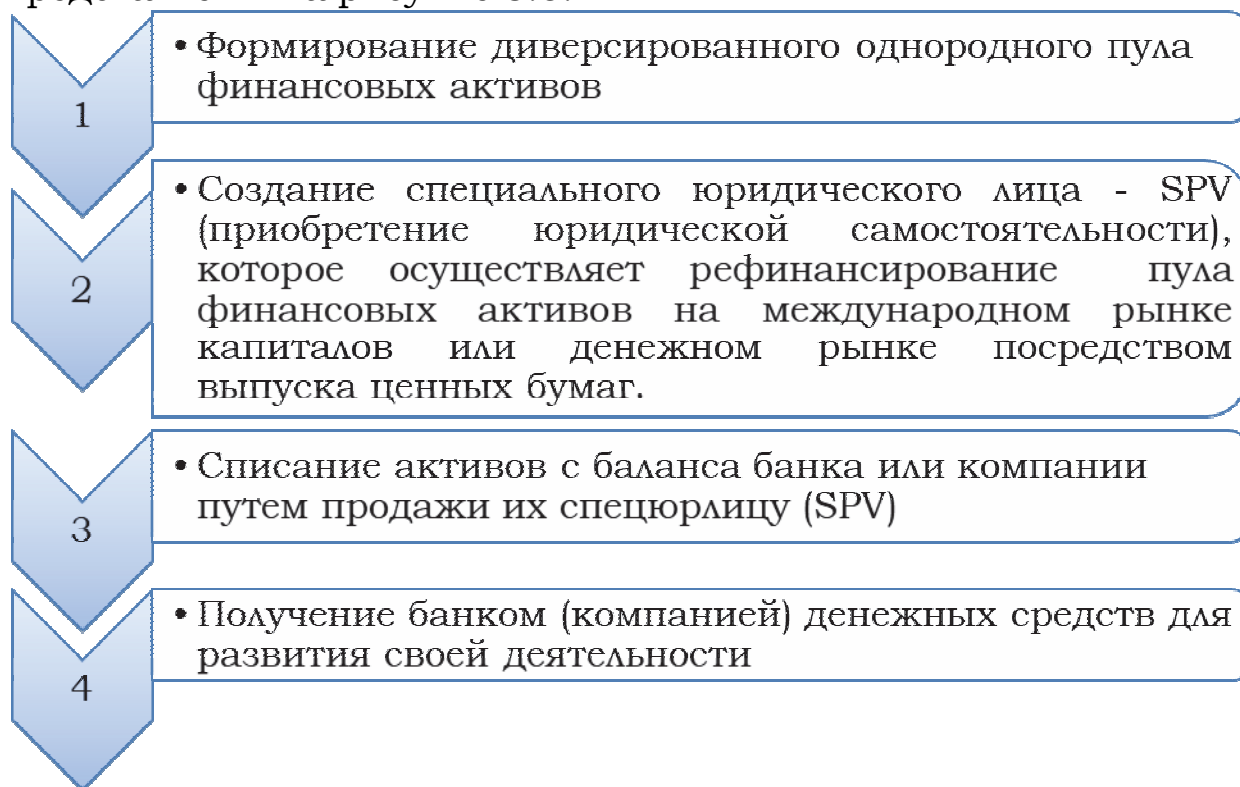 1
• Формирование диверсированного однородного пула
финансовых активов
2
• Создание специального юридического лица - SPV
(приобретение юридической самостоятельности),
которое осуществляет рефинансирование пула
финансовых активов на международном рынке
капиталов или денежном рынке посредством
выпуска ценных бумаг.
3
• Списание активов с баланса банка или компании
путем продажи их спецюрлицу (SPV)
4
• Получение банком (компанией) денежных средств для
развития своей деятельности